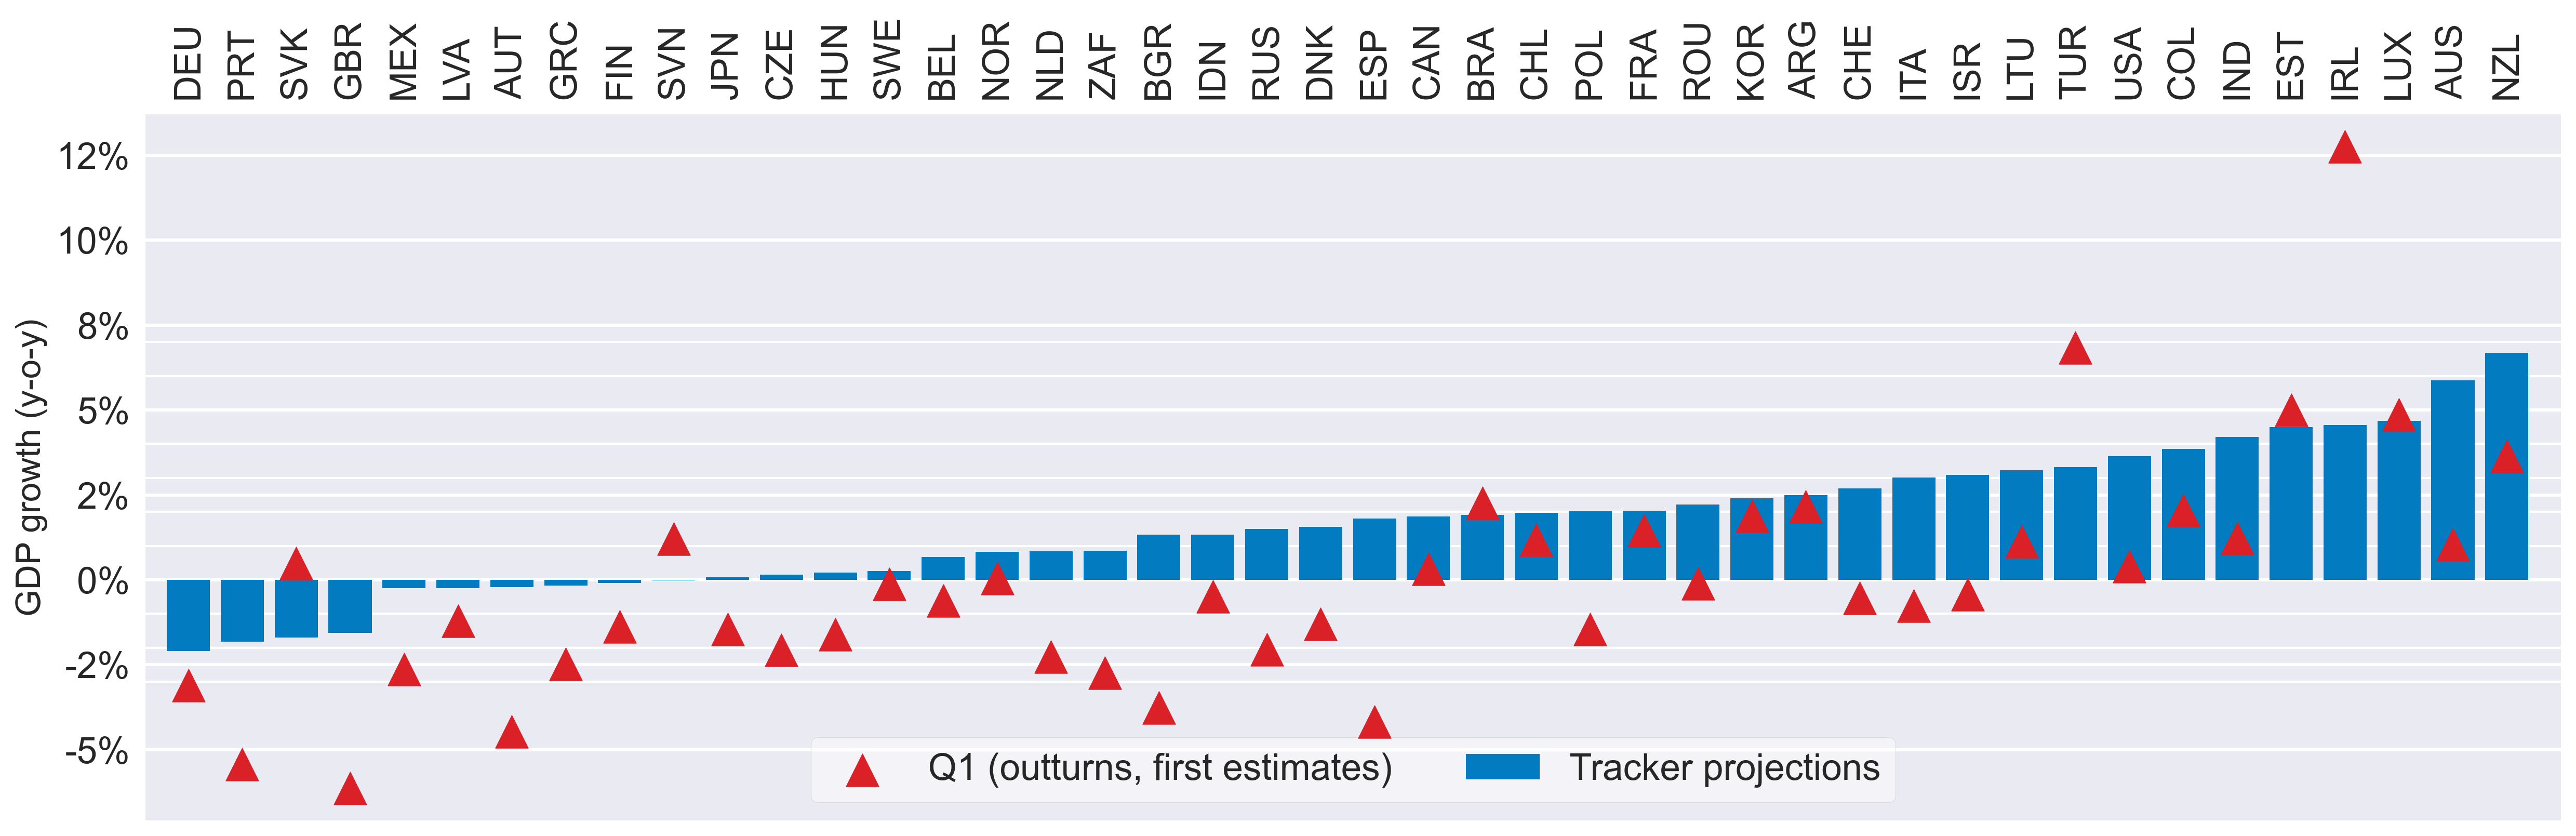 DEU PRT SVK GBR MEX LVA AUT GRC FIN SVN JPN CZE HUN SWE BEL NOR NLD ZAF BGR IDN RUS DNK ESP CAN BRA CHL POL FRA ROU KOR ARG CHE ITA ISR LTU TUR USA COL IND EST IRL LUX AUS NZL
12%
10%
8%
5%
2%
0%
-2%
-5%
GDP growth (y-o-y)
Q1 (outturns, first estimates)
Tracker projections